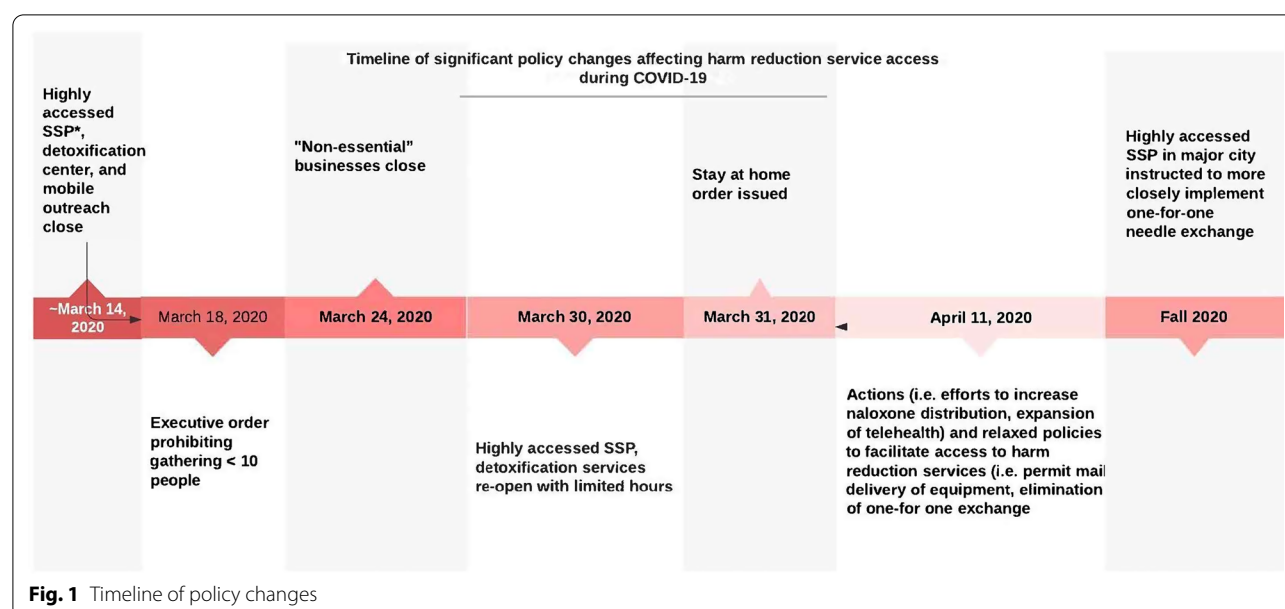 Timeline of significant policy changes affecting harm reduction service access
during COVID-19
Highly
accessed
SSP*,
detoxification
center, and
mobile
outreach
close
"Non-essential”
businesses close
Stay at home
order issued
Highly accessed
SSP in major city
instructed to more
closely implement
one-for-one
needle exchange
~March 14,
2020
March 18, 2020
March 24, 2020
March 30, 2020
March 31, 2020
April 11, 2020
Fall 2020
Executive order
prohibiting
gathering < 10
people
Highly accessed SSP,
detoxification services
re-open with limited hours
Actions (i.e. efforts to increase
naloxone distribution, expansion
of telehealth) and relaxed policies
to facilitate access to harm
reduction services (i.e. permit mail
delivery of equipment, elimination
of one-for one exchange
Fig. 1 Timeline of policy changes